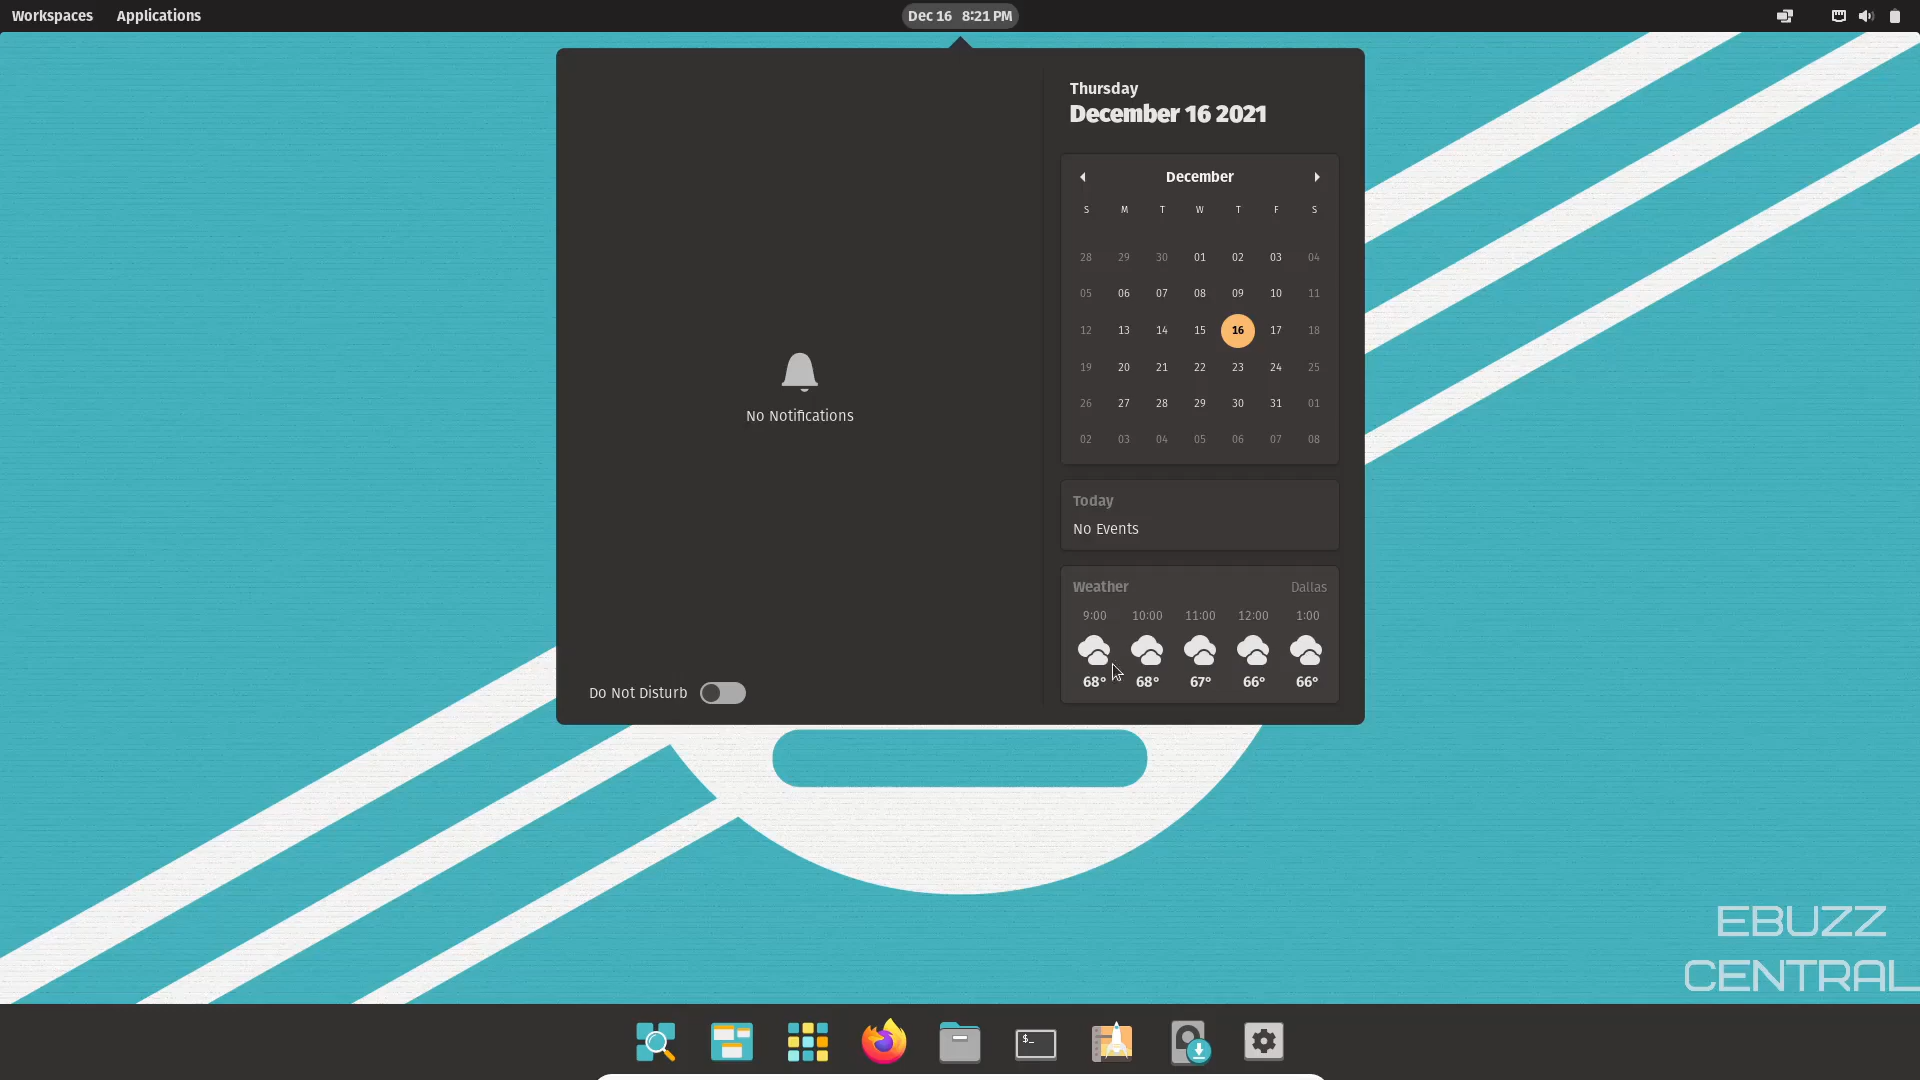 Workspaces Applications Dec 16 8:21 PM
Thursday
December 16 2021
December
S M T W T F S
28 29 30 01 02 03 04
05 06 07 08 09 10 11
12 13 14 15 16 17 18
19 20 21 22 23 24 25
26 27 28 29 30 31 01
02 03 04 05 06 07 08
No Notifications
Today
No Events
Weather Dallas
9:00 10:00 11:00 12:00 1:00
68° 68° 67° 66° 66°
Do Not Disturb
EBUZZ
CENTRAL
$_